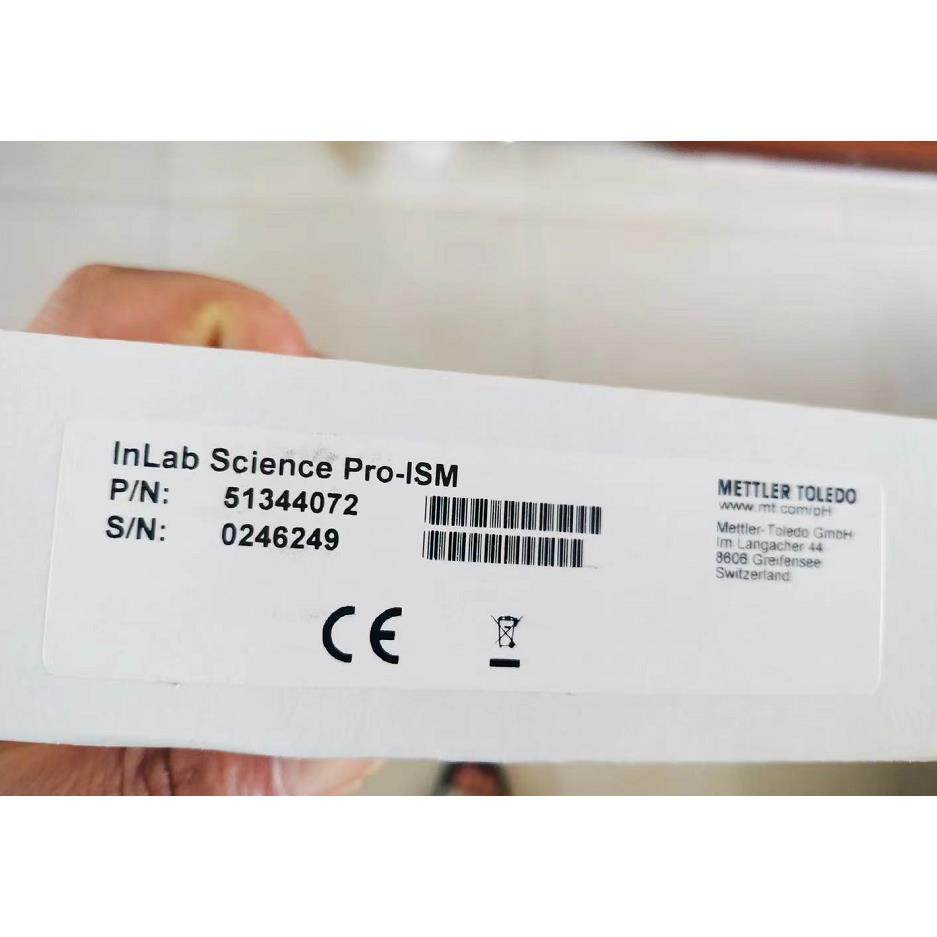 InLab Science Pro-ISM
P/N: 51344072
S/N: 0246249
METTLER TOLEDO
www.mt.com/pH
Mettler-Toledo GmbH
Im Langacher 44
8606 Greifensee
Switzerland
CE